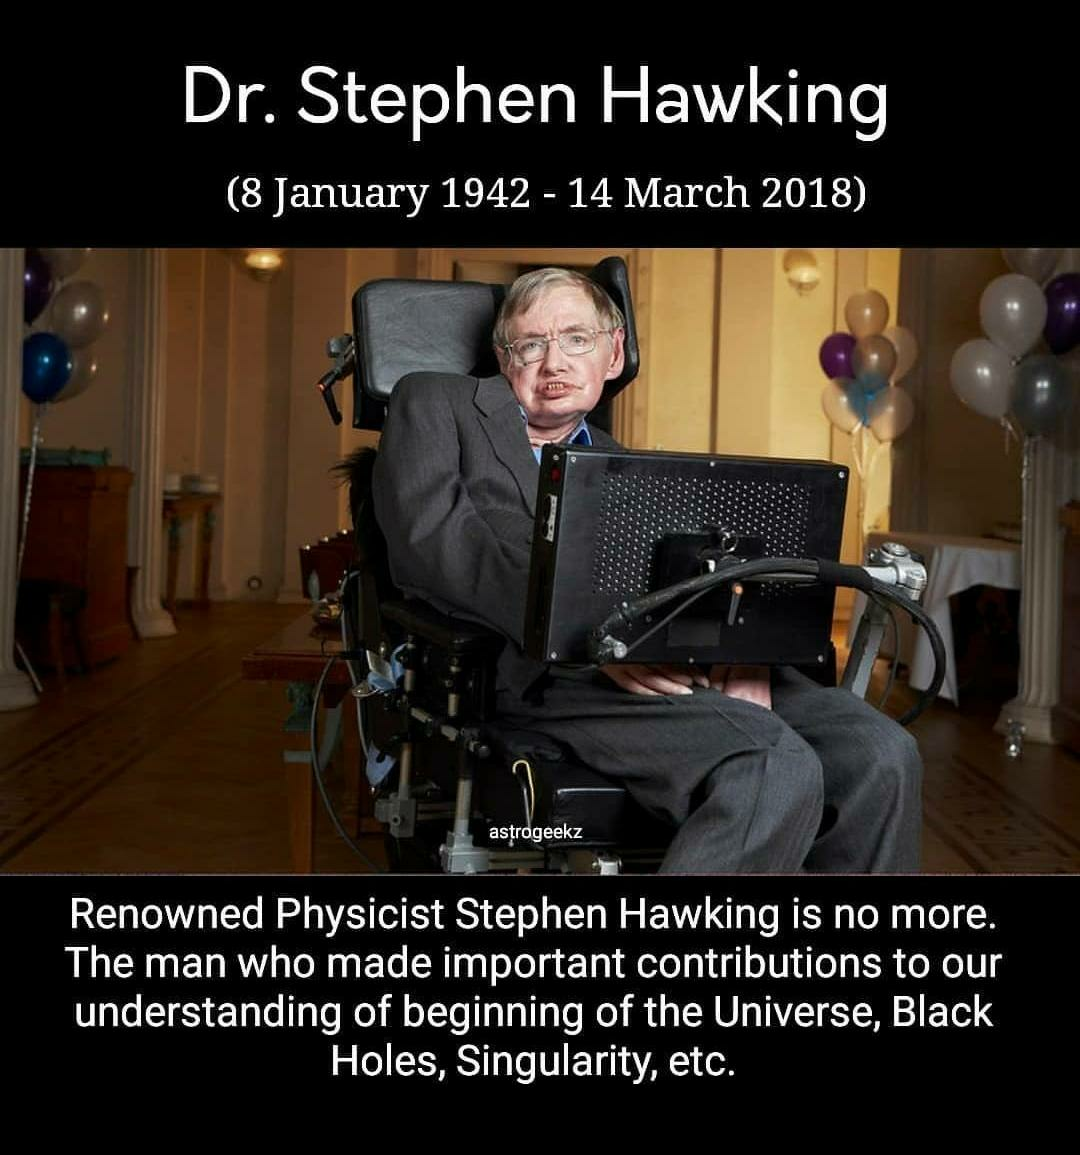 Dr. Stephen Hawking
(8 January 1942 - 14 March 2018)
astrogeekz
Renowned Physicist Stephen Hawking is no more.
The man who made important contributions to our
understanding of beginning of the Universe, Black
Holes, Singularity, etc.